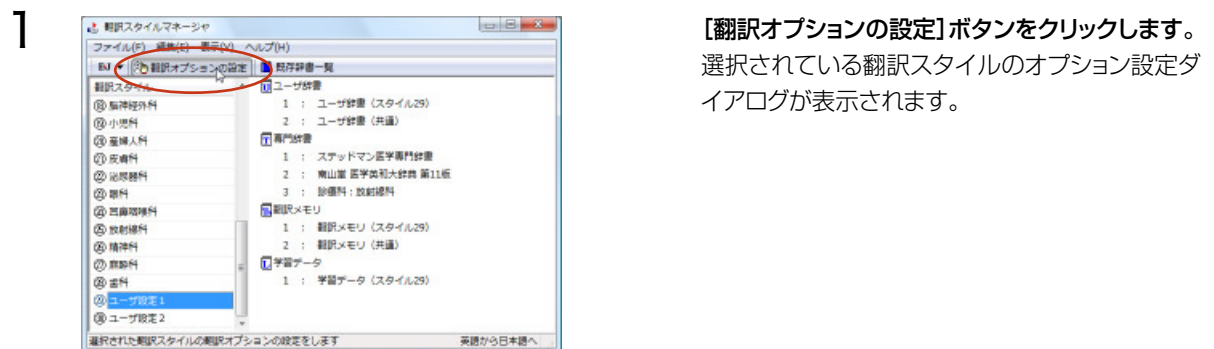 1
[翻訳オプションの設定]ボタンをクリックします。
選択されている翻訳スタイルのオプション設定ダ
イアログが表示されます。
翻訳スタイルマネージャ
ファイル(F) 編集(E) 表示(V) ヘルプ(H)
EJ 翻訳オプションの設定 既存辞書一覧
翻訳スタイル
⑱ 脳神経外科
⑲ 小児科
⑳ 産婦人科
㉑ 皮膚科
㉒ 泌尿器科
㉓ 眼科
㉔ 耳鼻咽喉科
㉕ 放射線科
㉖ 精神科
㉗ 麻酔科
㉘ 歯科
㉙ ユーザ設定1
㉚ ユーザ設定2
U ユーザ辞書
1 : ユーザ辞書 (スタイル29)
2 : ユーザ辞書 (共通)
T 専門辞書
1 : ステッドマン医学専門辞書
2 : 南山堂 医学英和大辞典 第11版
3 : 診療科:放射線科
翻訳メモリ
1 : 翻訳メモリ (スタイル29)
2 : 翻訳メモリ (共通)
L 学習データ
1 : 学習データ (スタイル29)
選択された翻訳スタイルの翻訳オプションの設定をします 英語から日本語へ